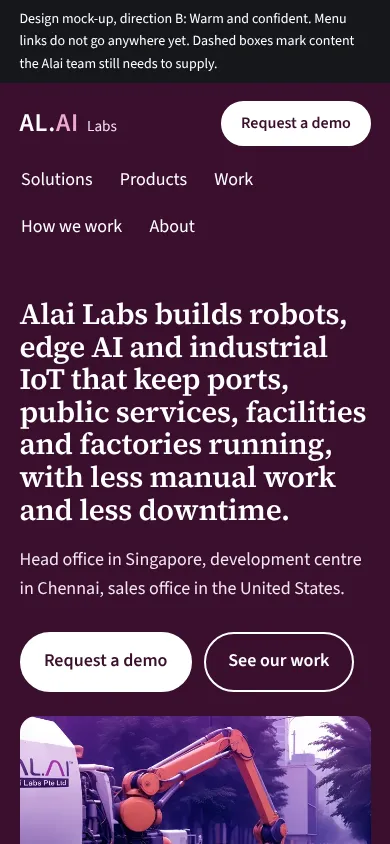 Design mock-up, direction B: Warm and confident. Menu
links do not go anywhere yet. Dashed boxes mark content
the Alai team still needs to supply.
AL.AI Labs
Request a demo
Solutions Products Work
How we work About
Alai Labs builds robots,
edge AI and industrial
IoT that keep ports,
public services, facilities
and factories running,
with less manual work
and less downtime.
Head office in Singapore, development centre
in Chennai, sales office in the United States.
Request a demo
See our work
AL.AI
Labs Pte Ltd